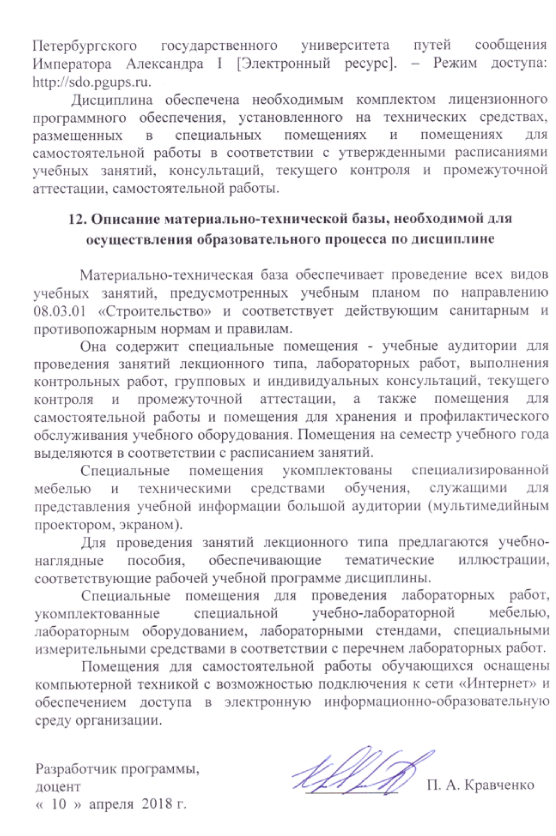 Петербургского государственного университета путей сообщения
Императора Александра I [Электронный ресурс]. – Режим доступа:
http://sdo.pgups.ru.
Дисциплина обеспечена необходимым комплектом лицензионного
программного обеспечения, установленного на технических средствах,
размещенных в специальных помещениях и помещениях для
самостоятельной работы в соответствии с утвержденными расписаниями
учебных занятий, консультаций, текущего контроля и промежуточной
аттестации, самостоятельной работы.
12. Описание материально-технической базы, необходимой для
осуществления образовательного процесса по дисциплине
Материально-техническая база обеспечивает проведение всех видов
учебных занятий, предусмотренных учебным планом по направлению
08.03.01 «Строительство» и соответствует действующим санитарным и
противопожарным нормам и правилам.
Она содержит специальные помещения - учебные аудитории для
проведения занятий лекционного типа, лабораторных работ, выполнения
контрольных работ, групповых и индивидуальных консультаций, текущего
контроля и промежуточной аттестации, а также помещения для
самостоятельной работы и помещения для хранения и профилактического
обслуживания учебного оборудования. Помещения на семестр учебного года
выделяются в соответствии с расписанием занятий.
Специальные помещения укомплектованы специализированной
мебелью и техническими средствами обучения, служащими для
представления учебной информации большой аудитории (мультимедийным
проектором, экраном).
Для проведения занятий лекционного типа предлагаются учебно-
наглядные пособия, обеспечивающие тематические иллюстрации,
соответствующие рабочей учебной программе дисциплины.
Специальные помещения для проведения лабораторных работ,
укомплектованные специальной учебно-лабораторной мебелью,
лабораторным оборудованием, лабораторными стендами, специальными
измерительными средствами в соответствии с перечнем лабораторных работ.
Помещения для самостоятельной работы обучающихся оснащены
компьютерной техникой с возможностью подключения к сети «Интернет» и
обеспечением доступа в электронную информационно-образовательную
среду организации.
Разработчик программы,
доцент П. А. Кравченко
« 10 » апреля 2018 г.